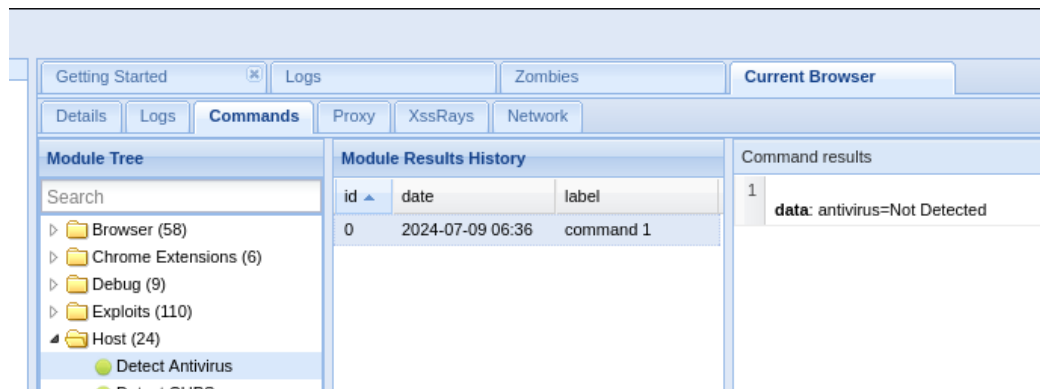 Getting Started Logs Zombies Current Browser
Details Logs Commands Proxy XssRays Network
Module Tree
Search
Browser (58)
Chrome Extensions (6)
Debug (9)
Exploits (110)
Host (24)
Detect Antivirus
Module Results History
id date label
0 2024-07-09 06:36 command 1
Command results
1
data: antivirus=Not Detected